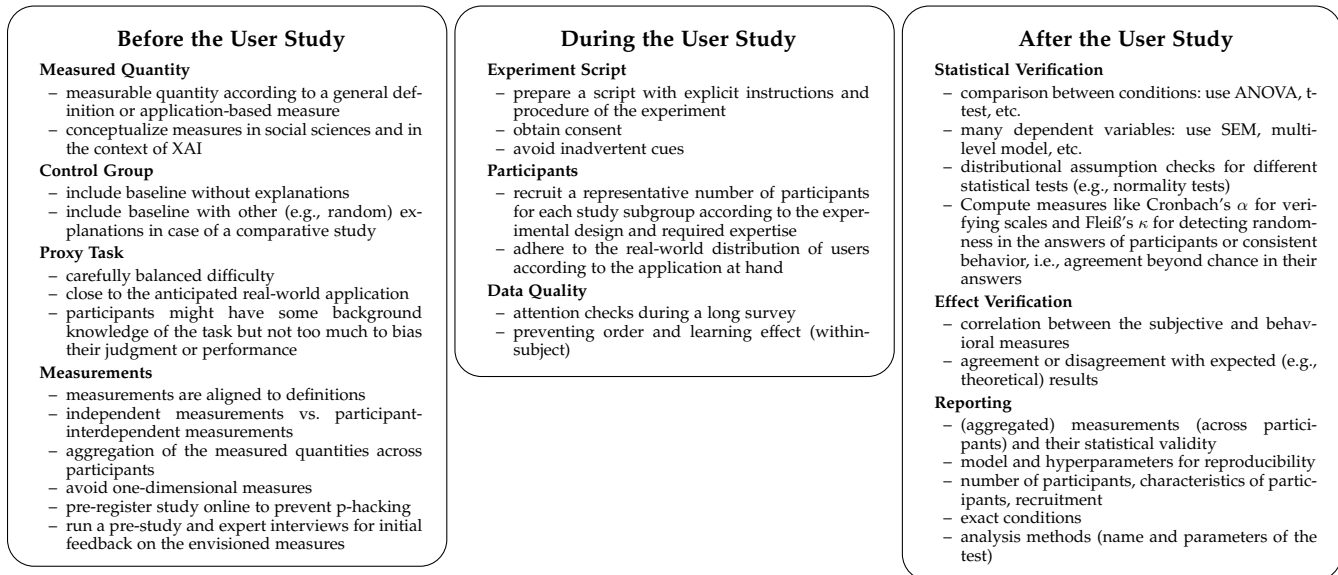 Before the User Study
Measured Quantity
– measurable quantity according to a general def-
inition or application-based measure
– conceptualize measures in social sciences and in
the context of XAI
Control Group
– include baseline without explanations
– include baseline with other (e.g., random) ex-
planations in case of a comparative study
Proxy Task
– carefully balanced difficulty
– close to the anticipated real-world application
– participants might have some background
knowledge of the task but not too much to bias
their judgment or performance
Measurements
– measurements are aligned to definitions
– independent measurements vs. participant-
interdependent measurements
– aggregation of the measured quantities across
participants
– avoid one-dimensional measures
– pre-register study online to prevent p-hacking
– run a pre-study and expert interviews for initial
feedback on the envisioned measures
During the User Study
Experiment Script
– prepare a script with explicit instructions and
procedure of the experiment
– obtain consent
– avoid inadvertent cues
Participants
– recruit a representative number of participants
for each study subgroup according to the exper-
imental design and required expertise
– adhere to the real-world distribution of users
according to the application at hand
Data Quality
– attention checks during a long survey
– preventing order and learning effect (within-
subject)
After the User Study
Statistical Verification
– comparison between conditions: use ANOVA, t-
test, etc.
– many dependent variables: use SEM, multi-
level model, etc.
– distributional assumption checks for different
statistical tests (e.g., normality tests)
– Compute measures like Cronbach's α for veri-
fying scales and Fleiß's κ for detecting random-
ness in the answers of participants or consistent
behavior, i.e., agreement beyond chance in their
answers
Effect Verification
– correlation between the subjective and behav-
ioral measures
– agreement or disagreement with expected (e.g.,
theoretical) results
Reporting
– (aggregated) measurements (across partici-
pants) and their statistical validity
– model and hyperparameters for reproducibility
– number of participants, characteristics of partic-
ipants, recruitment
– exact conditions
– analysis methods (name and parameters of the
test)